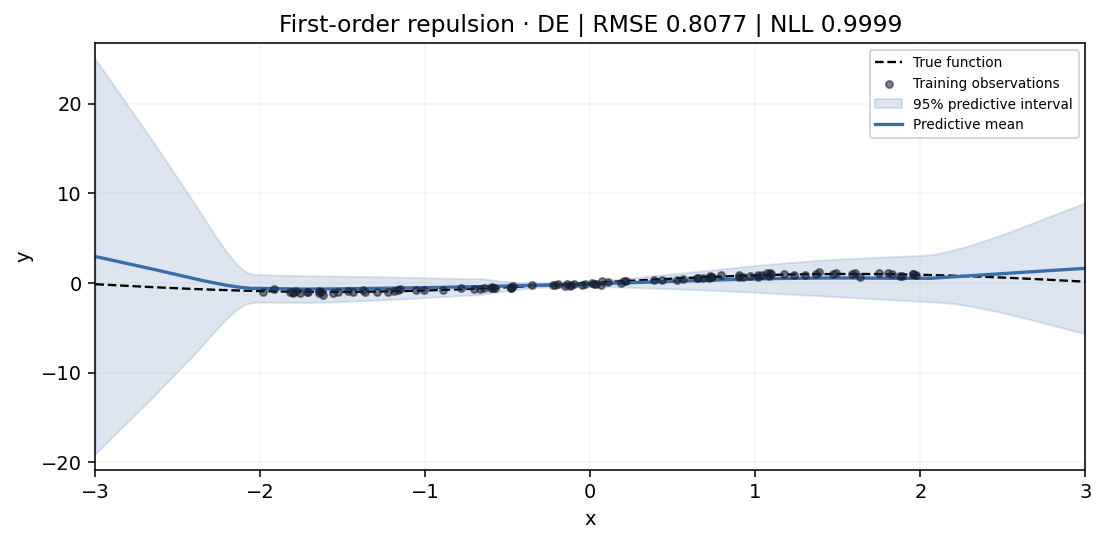 First-order repulsion · DE | RMSE 0.8077 | NLL 0.9999
True function
Training observations
95% predictive interval
Predictive mean
y
20
10
0
−10
−20
−3
−2
−1
0
1
2
3
x